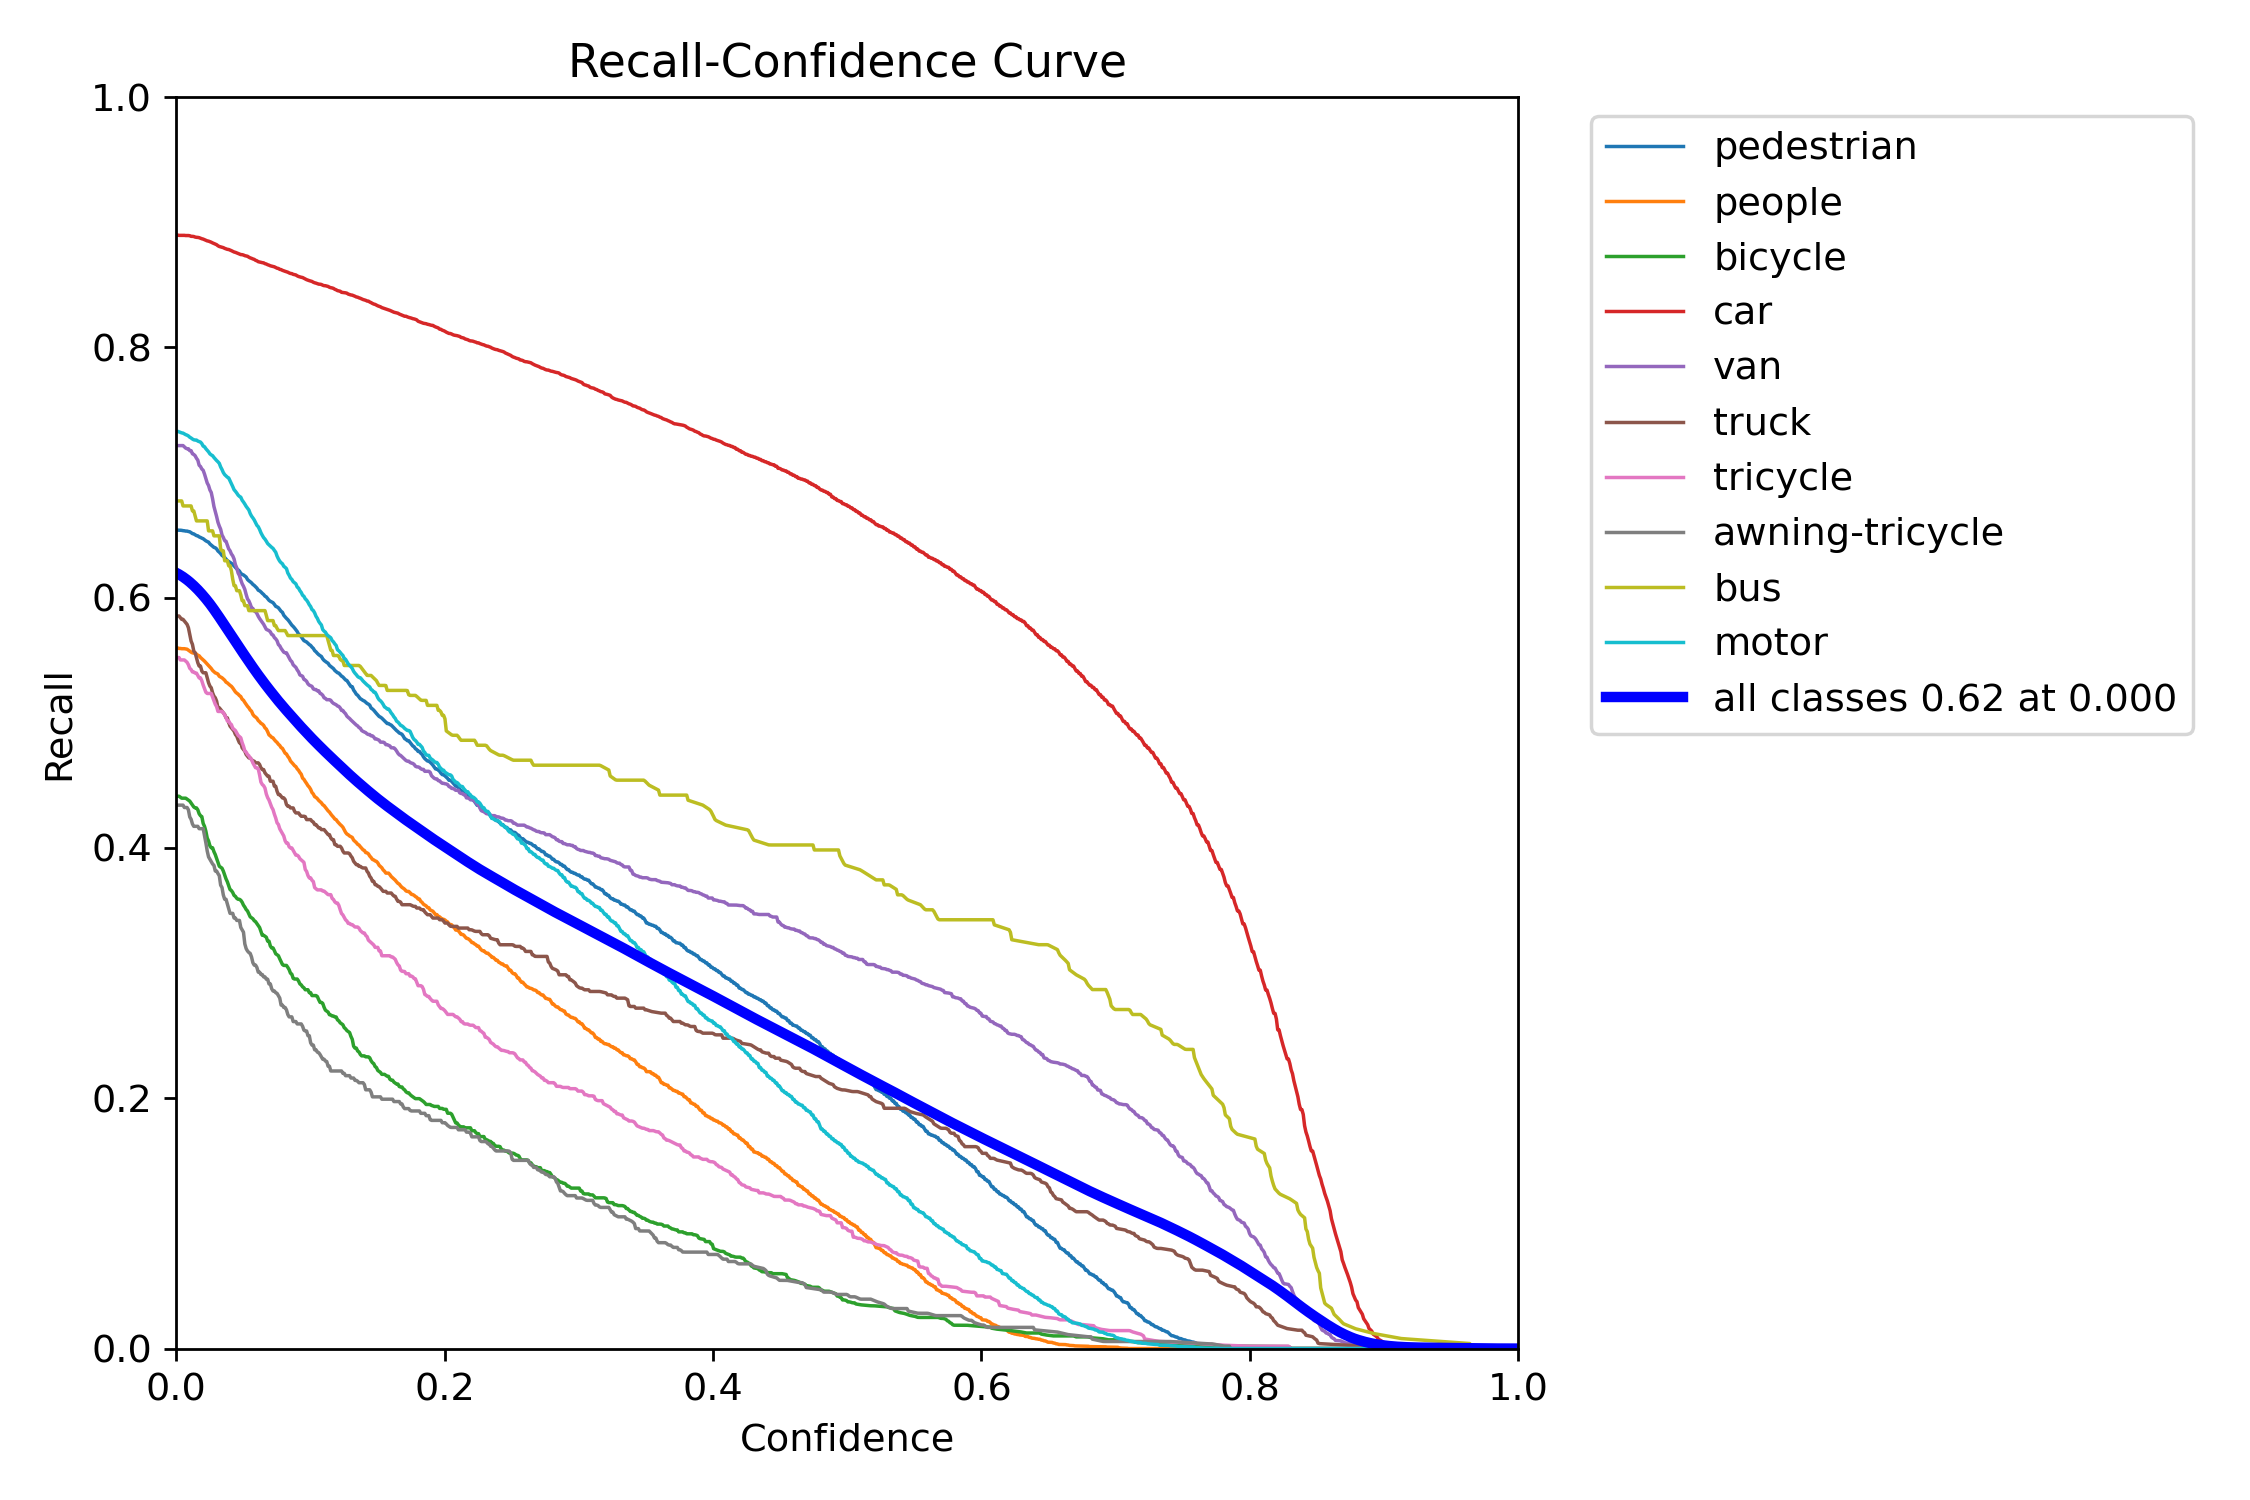 Recall-Confidence Curve
1.0
0.8
0.6
0.4
0.2
0.0
Recall
0.0 0.2 0.4 0.6 0.8 1.0
Confidence
pedestrian
people
bicycle
car
van
truck
tricycle
awning-tricycle
bus
motor
all classes 0.62 at 0.000